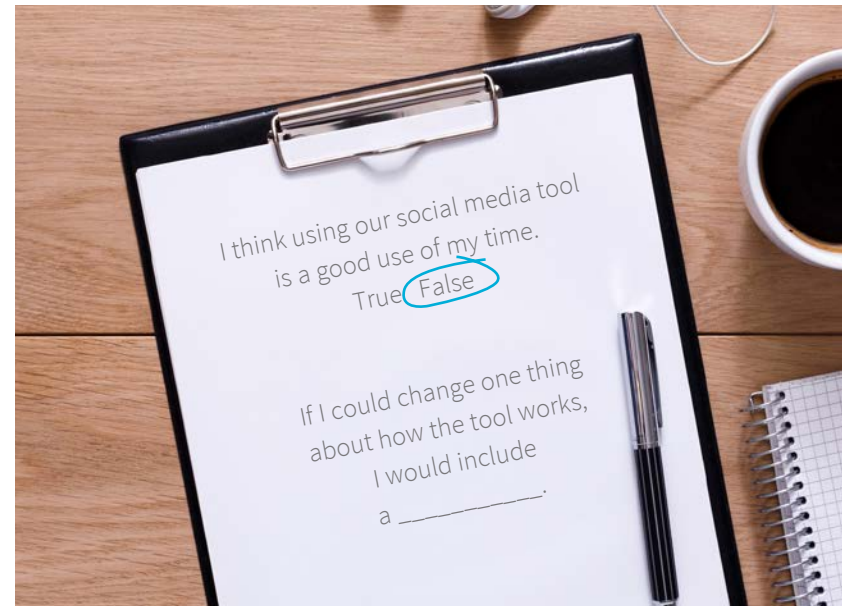 I think using our social media tool
is a good use of my time.
True False
If I could change one thing
about how the tool works,
I would include
a ___________.